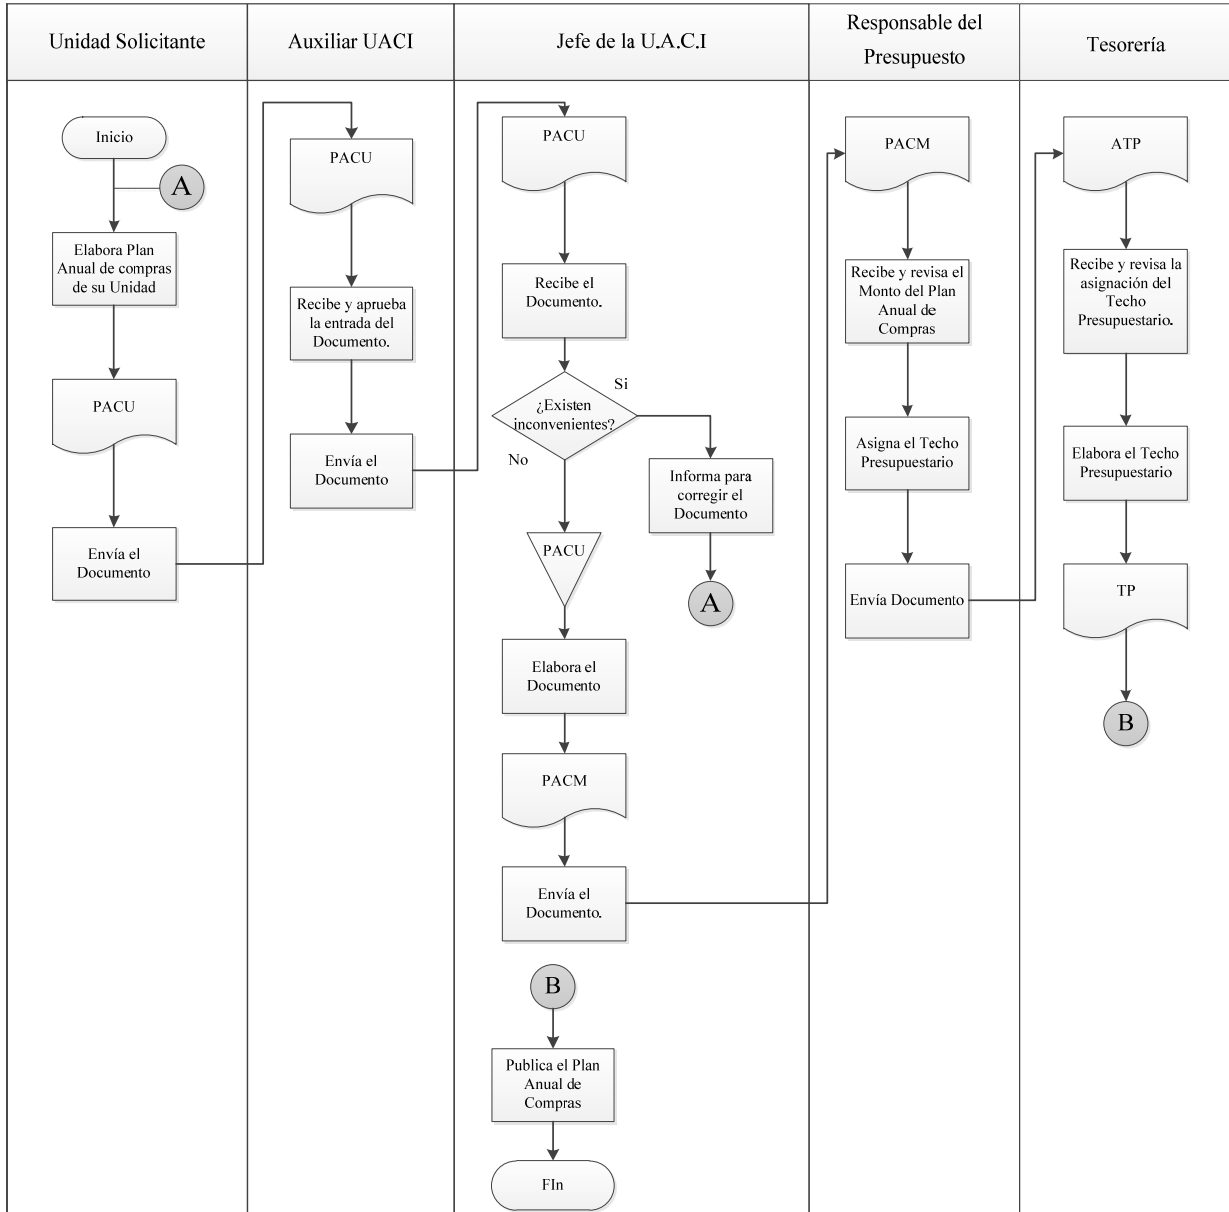 Unidad Solicitante
Auxiliar UACI
Jefe de la U.A.C.I
Responsable del
Presupuesto
Tesorería
Inicio
A
Elabora Plan
Anual de compras
de su Unidad
PACU
Envía el
Documento
PACU
Recibe y aprueba
la entrada del
Documento.
Envía el
Documento
PACU
Recibe el
Documento.
¿Existen
inconvenientes?
Si
No
Informa para
corregir el
Documento
A
PACU
Elabora el
Documento
PACM
Envía el
Documento.
B
Publica el Plan
Anual de
Compras
FIn
PACM
Recibe y revisa el
Monto del Plan
Anual de
Compras
Asigna el Techo
Presupuestario
Envía Documento
ATP
Recibe y revisa la
asignación del
Techo
Presupuestario.
Elabora el Techo
Presupuestario
TP
B